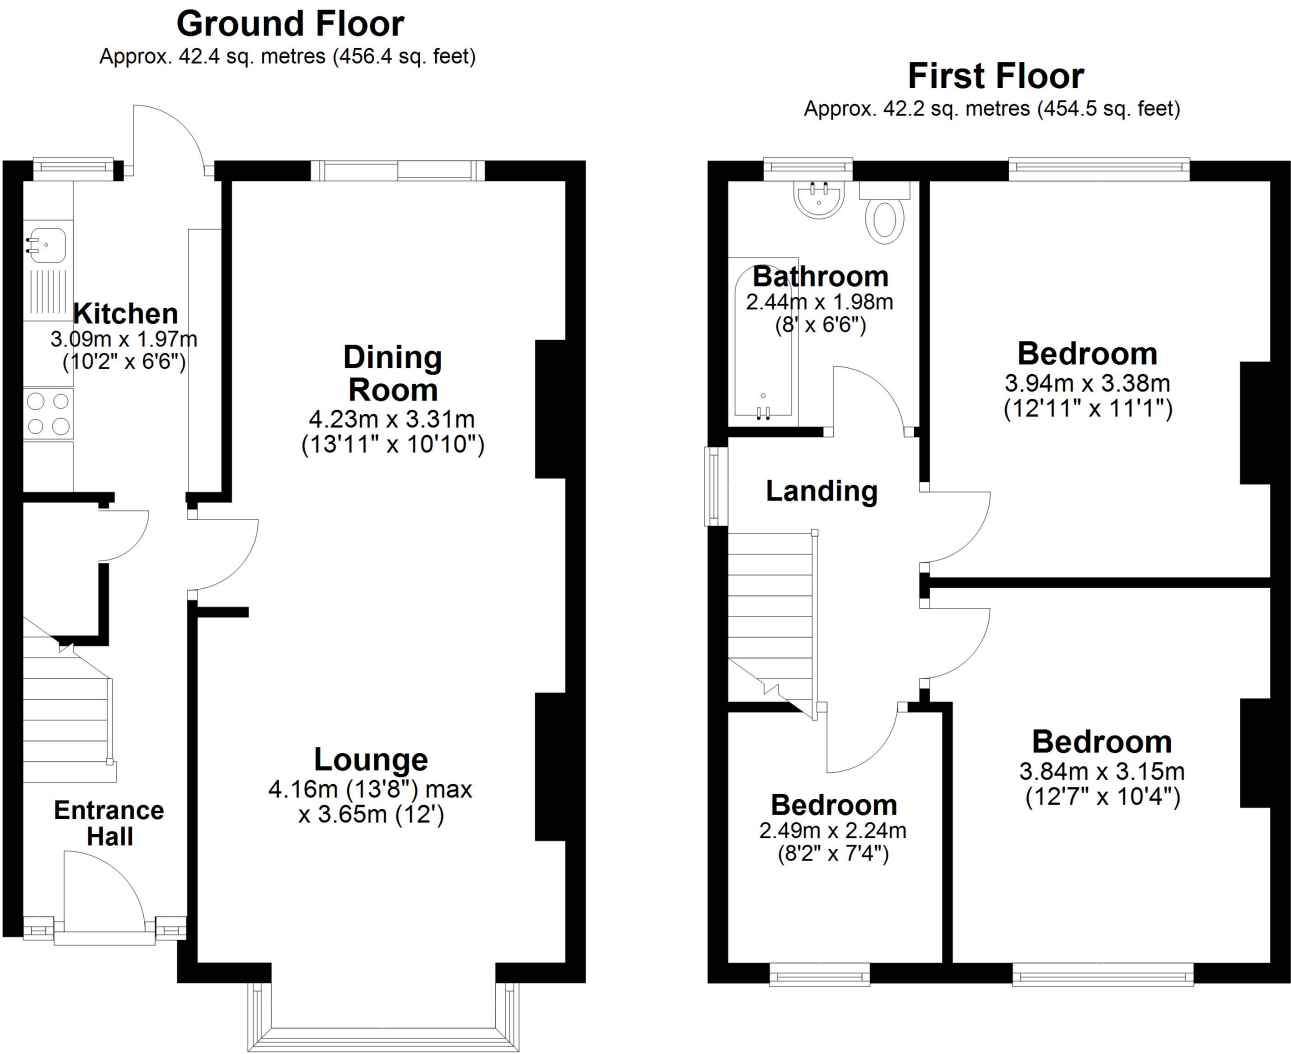 Ground Floor
Approx. 42.4 sq. metres (456.4 sq. feet)
Kitchen
3.09m x 1.97m
(10'2" x 6'6")
Dining
Room
4.23m x 3.31m
(13'11" x 10'10")
Lounge
4.16m (13'8") max
x 3.65m (12')
Entrance
Hall
First Floor
Approx. 42.2 sq. metres (454.5 sq. feet)
Bathroom
2.44m x 1.98m
(8' x 6'6")
Bedroom
3.94m x 3.38m
(12'11" x 11'1")
Landing
Bedroom
3.84m x 3.15m
(12'7" x 10'4")
Bedroom
2.49m x 2.24m
(8'2" x 7'4")